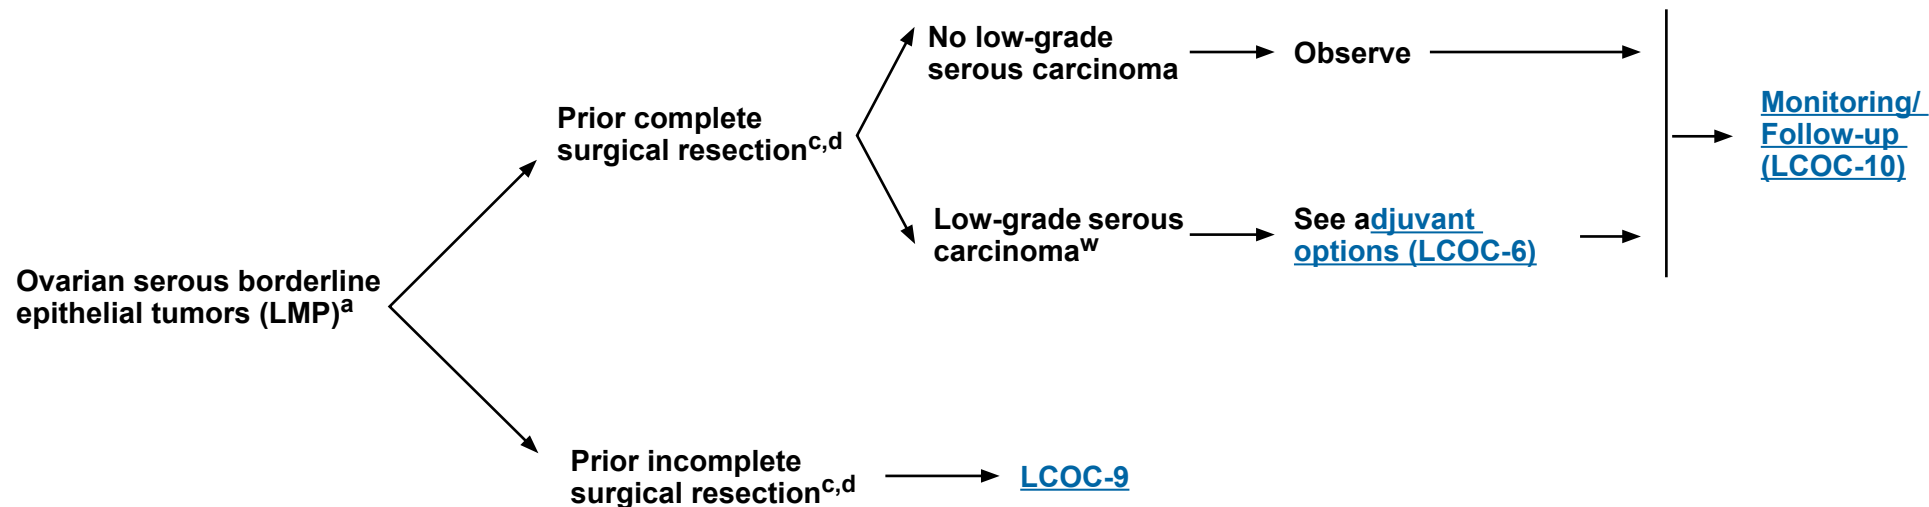 Ovarian serous borderline
epithelial tumors (LMP)a
Prior complete
surgical resectionc,d
No low-grade
serous carcinoma
Observe
Low-grade serous
carcinomaw
See adjuvant
options (LCOC-6)
Monitoring/
Follow-up
(LCOC-10)
Prior incomplete
surgical resectionc,d
LCOC-9